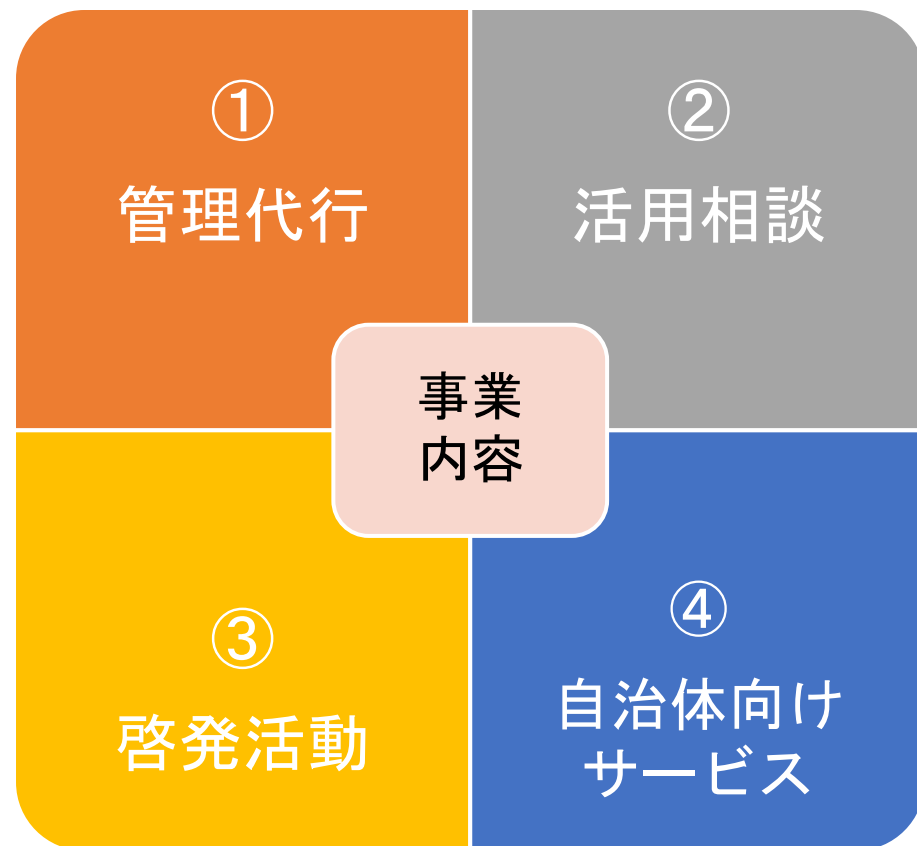 ①
管理代行
②
活用相談
事業
内容
③
啓発活動
④
自治体向け
サービス